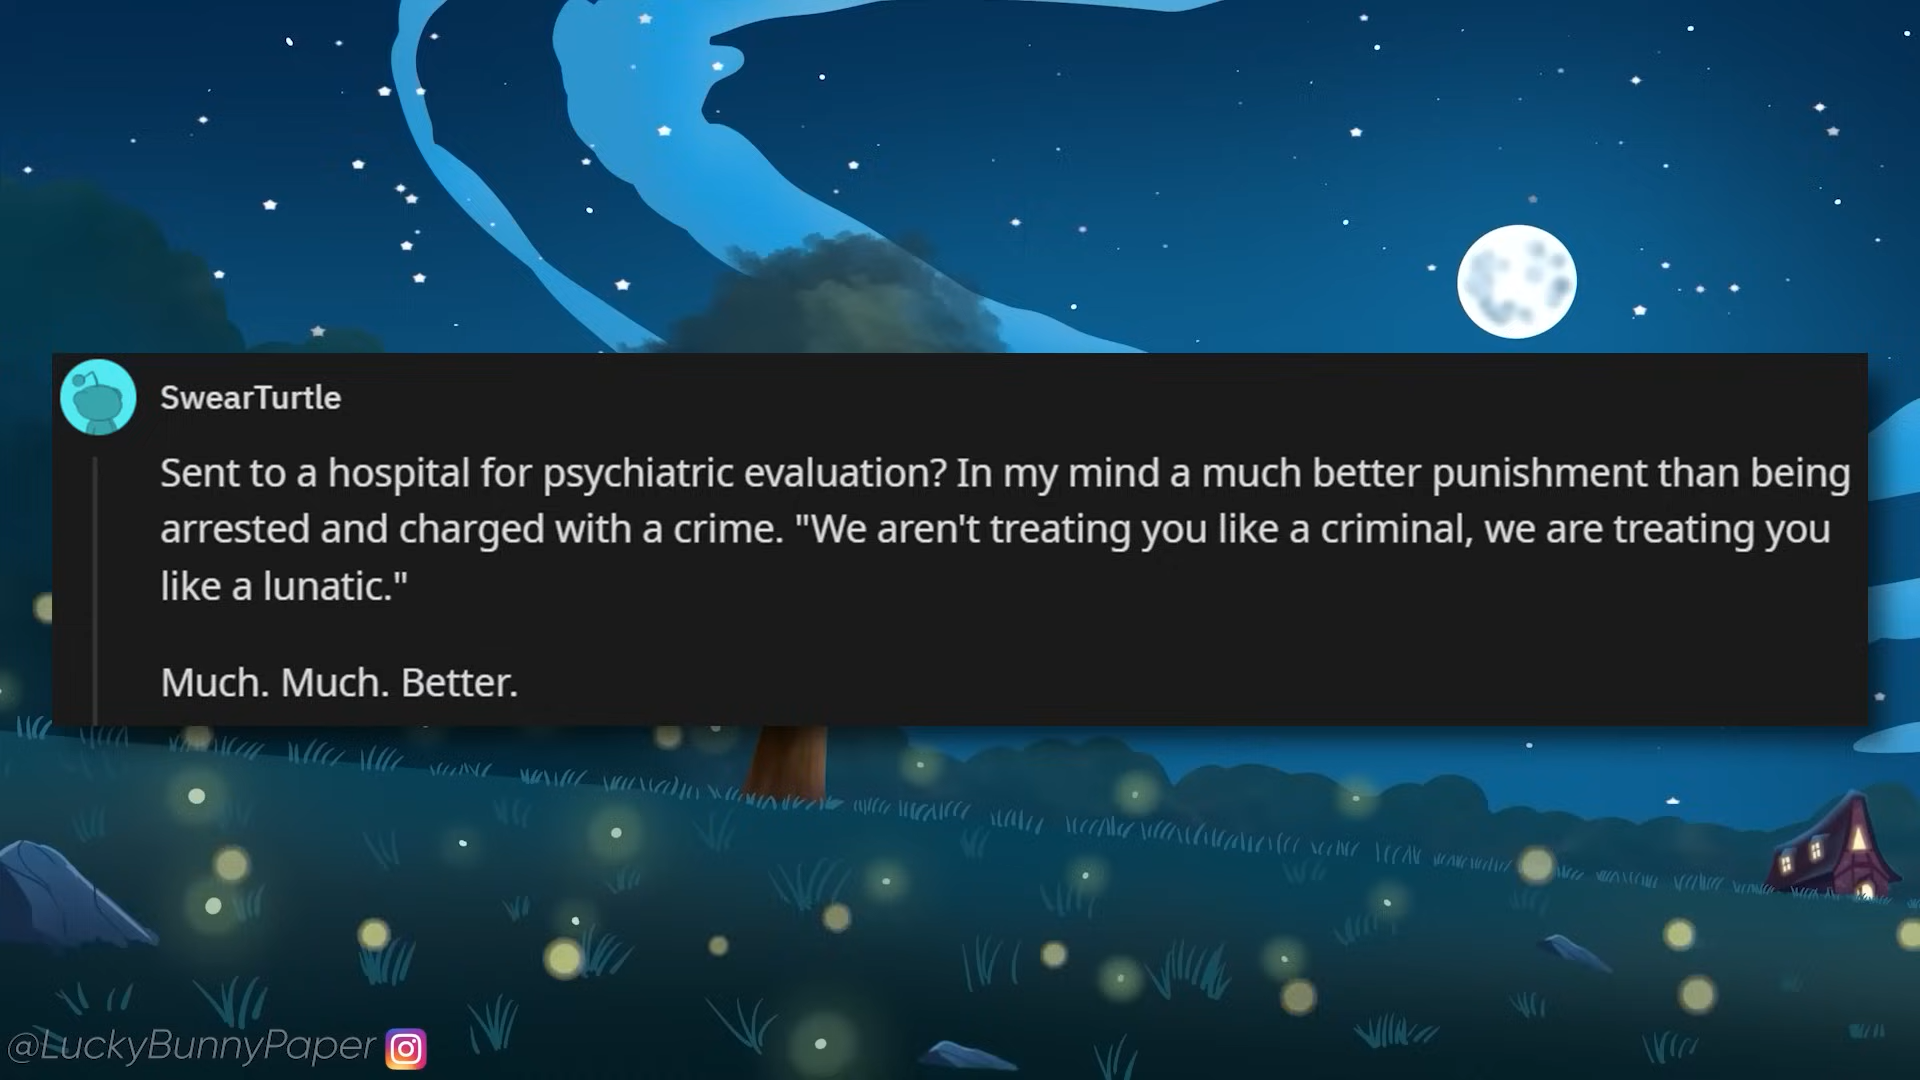 SwearTurtle
Sent to a hospital for psychiatric evaluation? In my mind a much better punishment than being
arrested and charged with a crime. "We aren't treating you like a criminal, we are treating you
like a lunatic."
Much. Much. Better.
@LuckyBunnyPaper